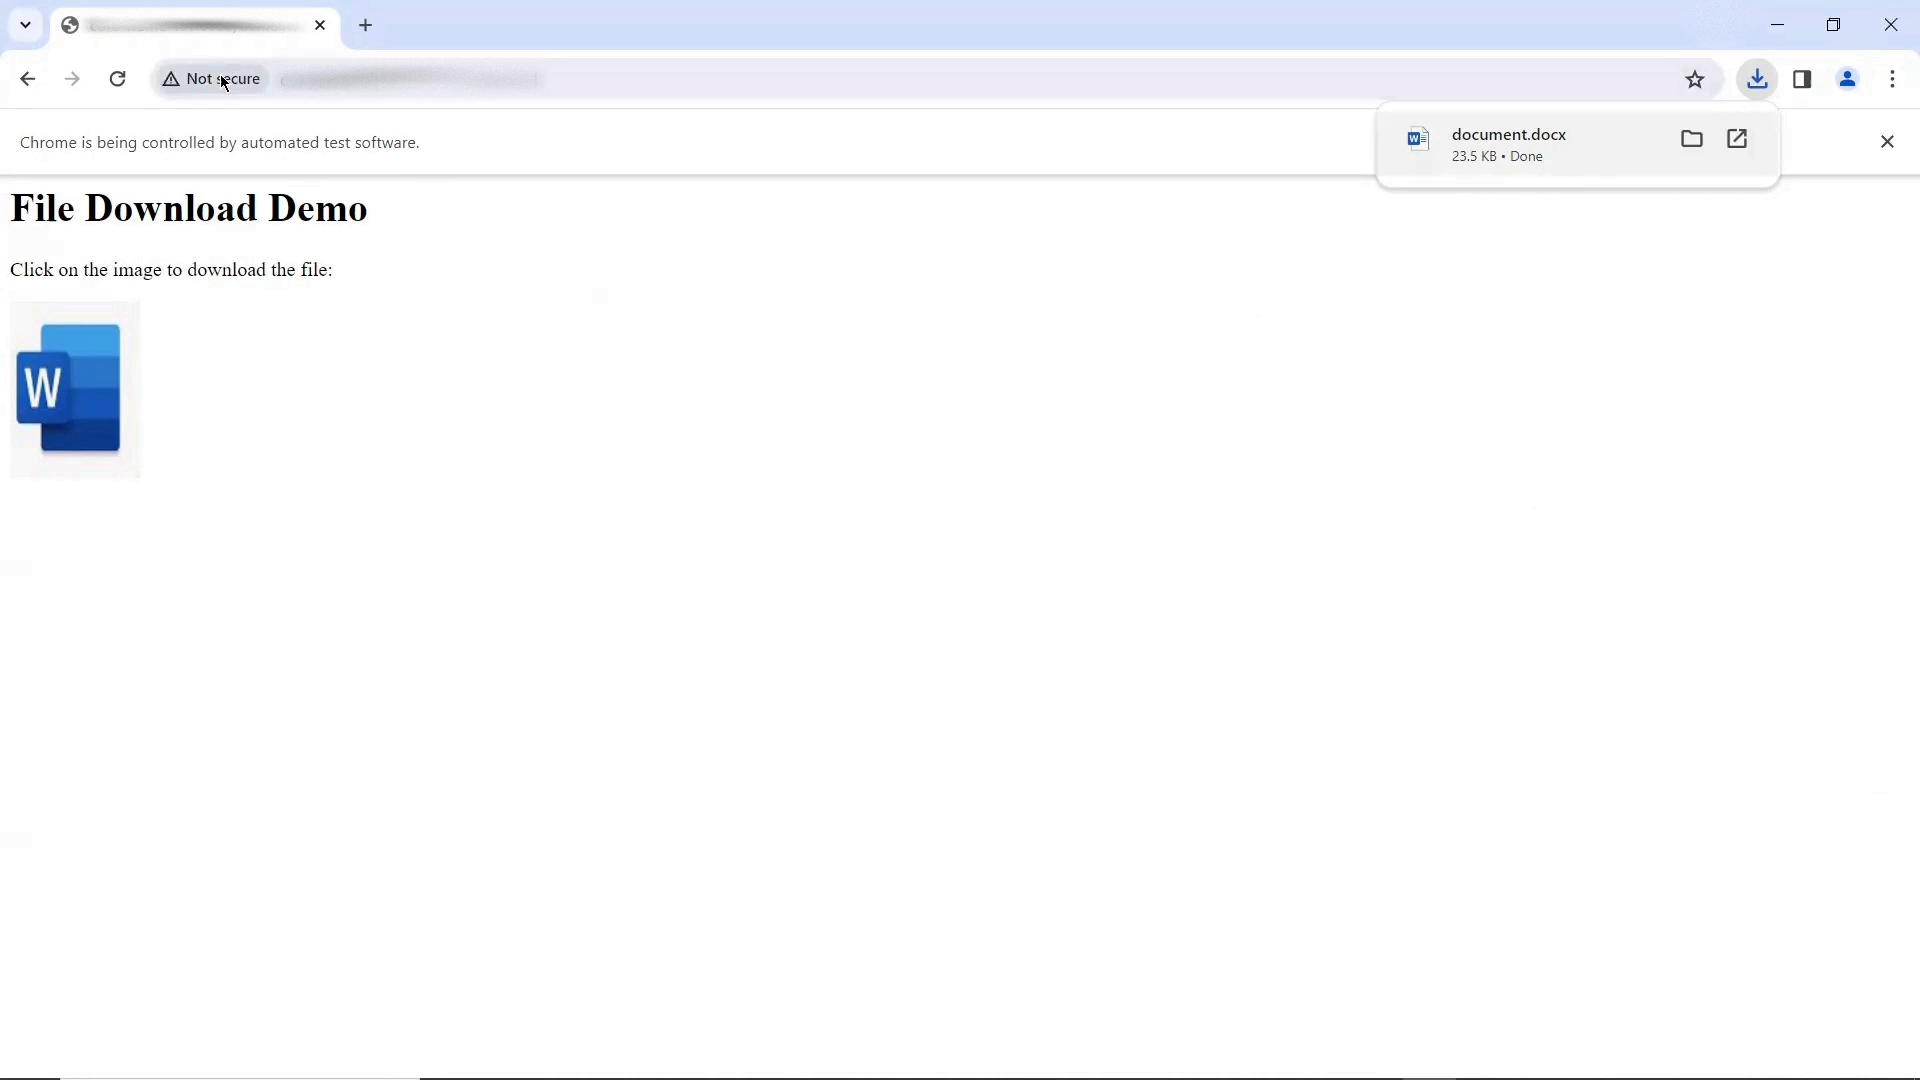 Not secure
Chrome is being controlled by automated test software.
document.docx
23.5 KB • Done
File Download Demo
Click on the image to download the file:
W